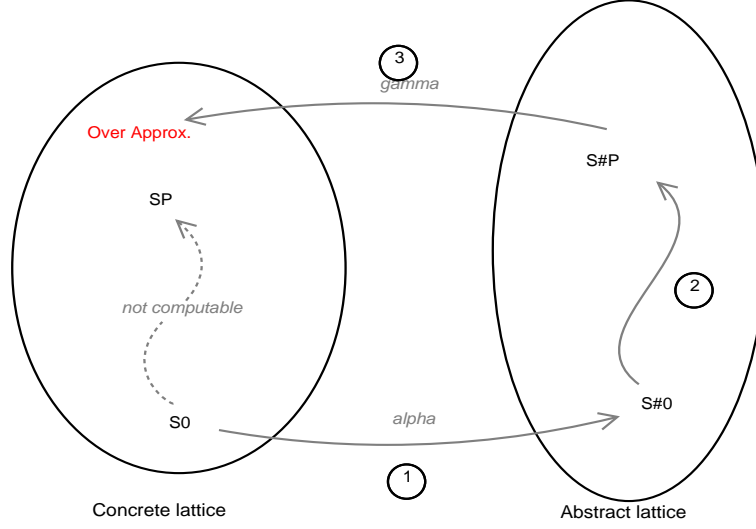 3
gamma
Over Approx.
S#P
SP
2
not computable
S#0
S0
alpha
1
Concrete lattice
Abstract lattice